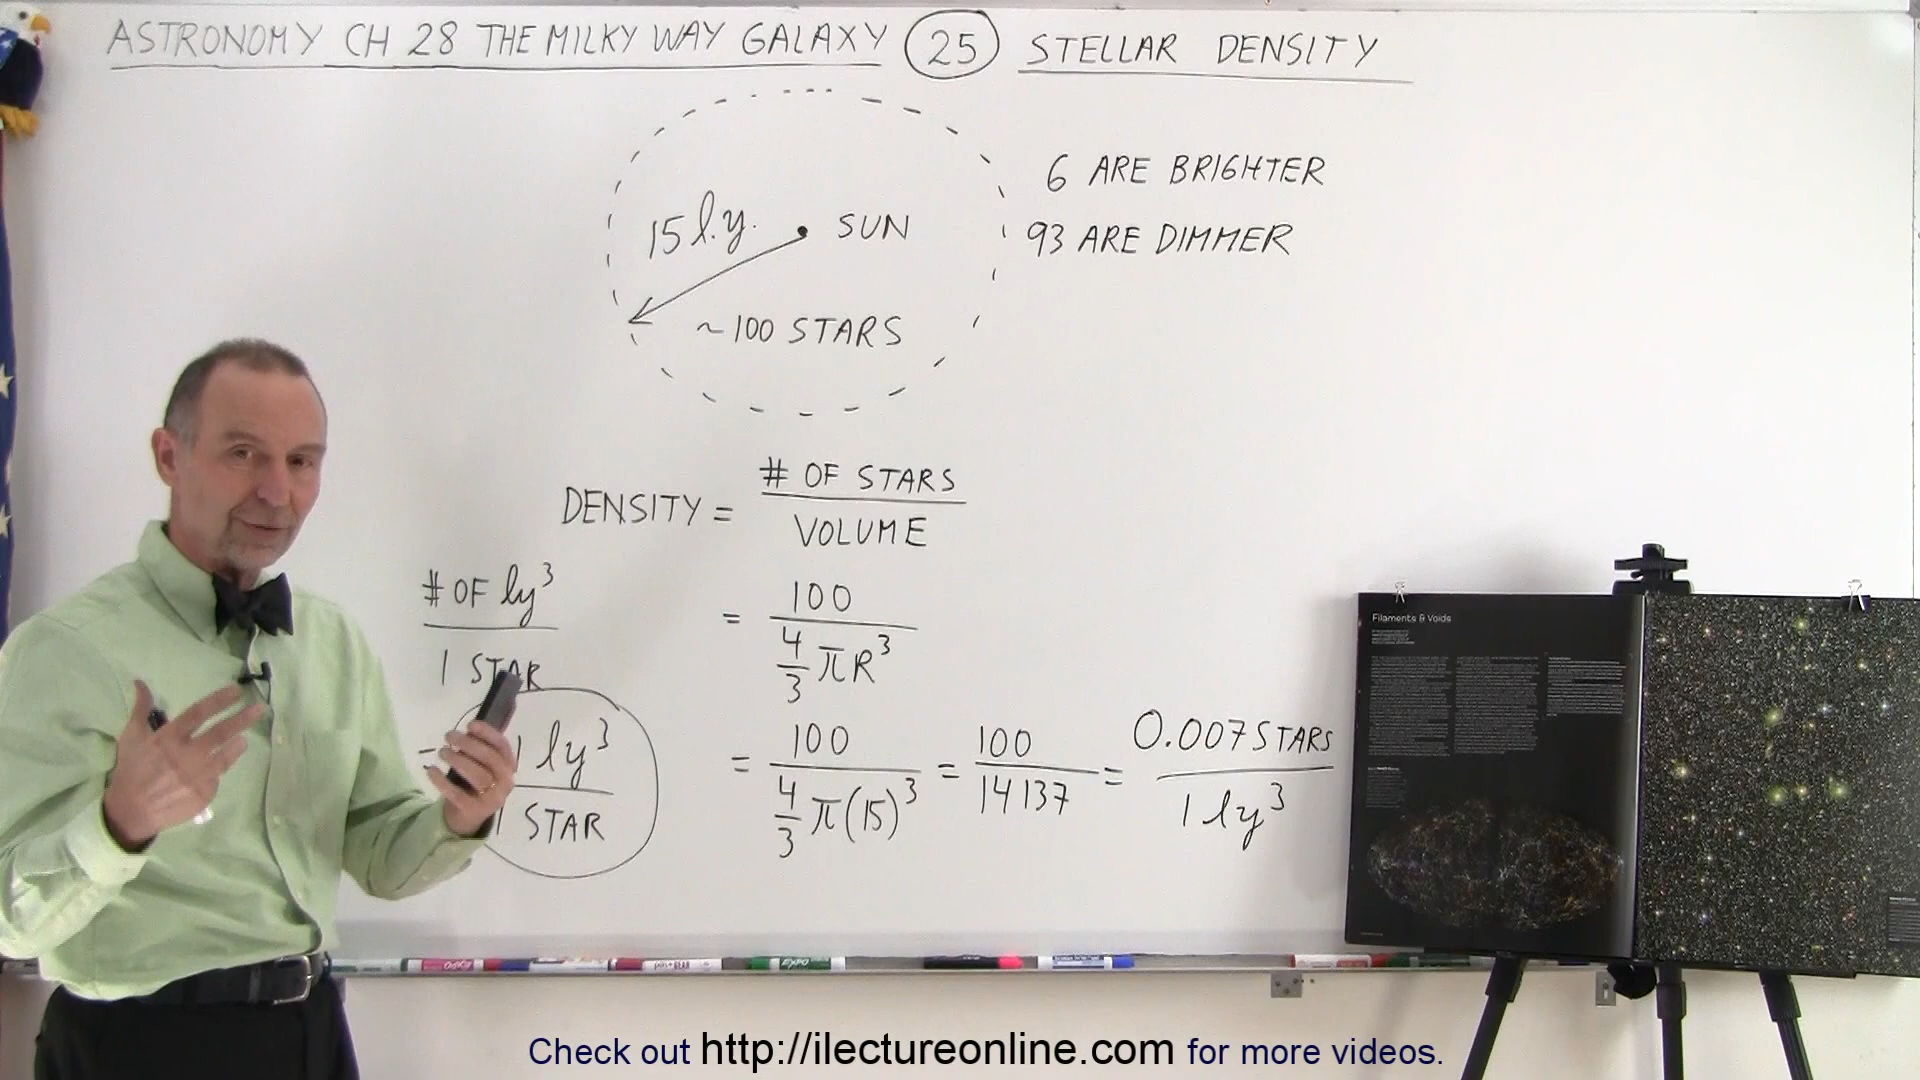 ASTRONOMY CH 28 THE MILKY WAY GALAXY 25 STELLAR DENSITY
6 ARE BRIGHTER
15 l.y. SUN
93 ARE DIMMER
~100 STARS
DENSITY = # OF STARS / VOLUME
# OF ly³ / 1 STAR
= 100 / 4/3 πR³
1 ly³ / 1 STAR
= 100 / 4/3 π(15)³ = 100 / 14137 = 0.007 STARS / 1 ly³
Filaments & Voids
EXPO
Check out http://ilectureonline.com for more videos.